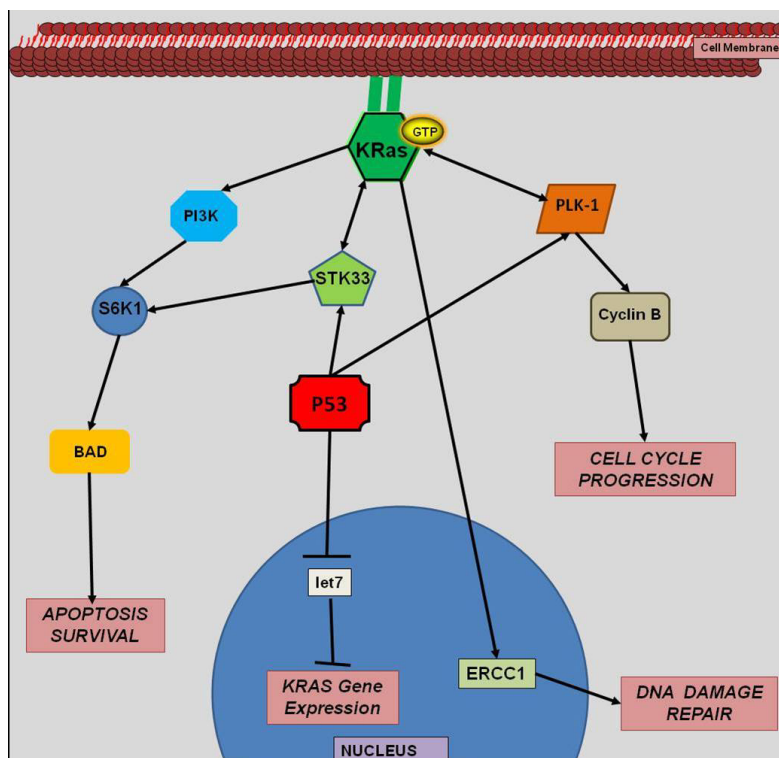 Cell Membrane
GTP
KRas
PI3K
PLK-1
STK33
S6K1
Cyclin B
P53
BAD
CELL CYCLE
PROGRESSION
let7
APOPTOSIS
SURVIVAL
ERCC1
KRAS Gene
Expression
DNA  DAMAGE
REPAIR
NUCLEUS